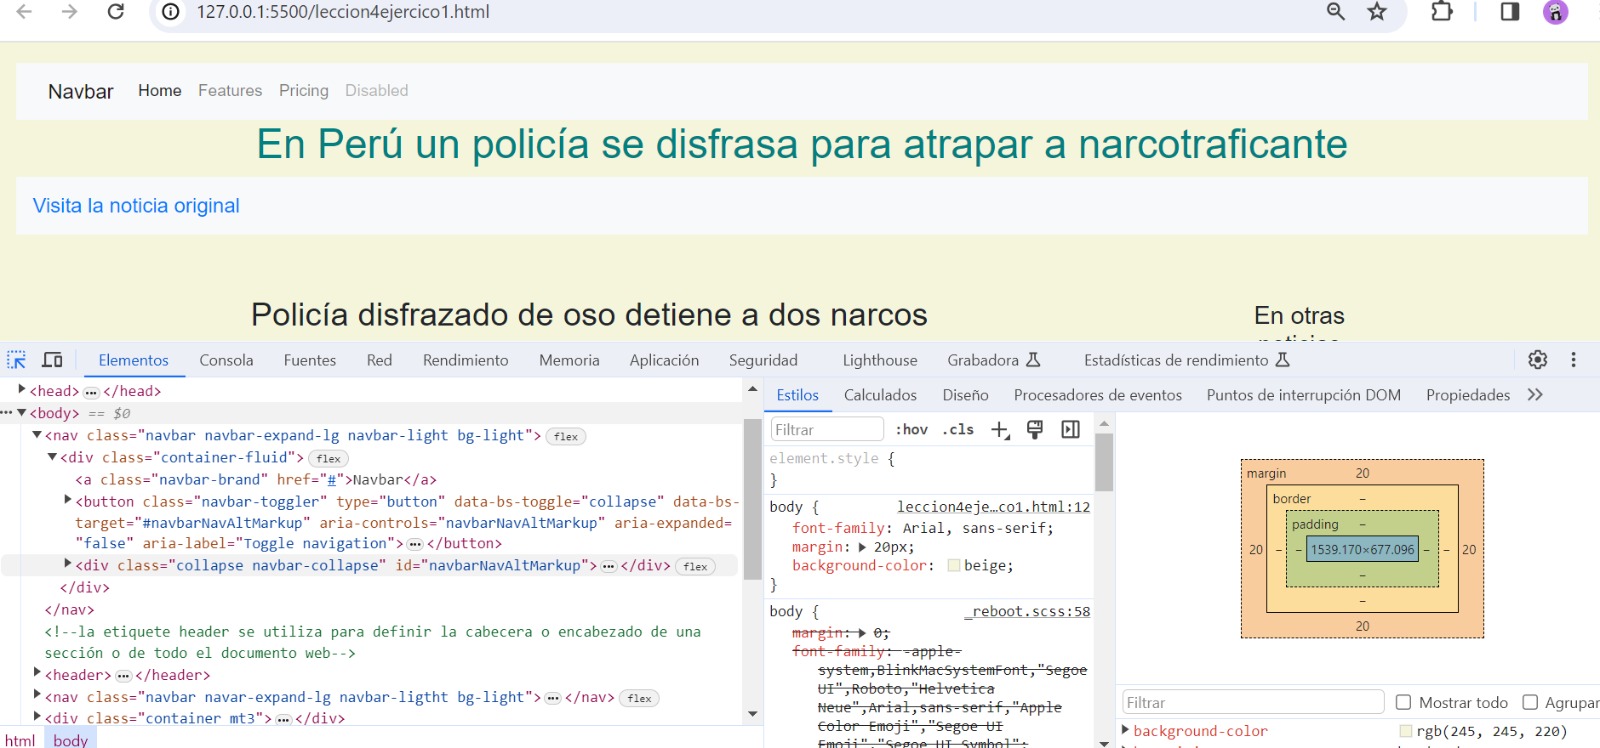 127.0.0.1:5500/leccion4ejercico1.html
Navbar Home Features Pricing Disabled
En Perú un policía se disfrasa para atrapar a narcotraficante
Visita la noticia original
Policía disfrazado de oso detiene a dos narcos
En otras
noticias
Elementos Consola Fuentes Red Rendimiento Memoria Aplicación Seguridad Lighthouse Grabadora Estadísticas de rendimiento
<head> ••• </head>
••• <body> == $0
<nav class="navbar navbar-expand-lg navbar-light bg-light"> flex
<div class="container-fluid"> flex
<a class="navbar-brand" href="#">Navbar</a>
<button class="navbar-toggler" type="button" data-bs-toggle="collapse" data-bs-
target="#navbarNavAltMarkup" aria-controls="navbarNavAltMarkup" aria-expanded=
"false" aria-label="Toggle navigation"> ••• </button>
<div class="collapse navbar-collapse" id="navbarNavAltMarkup"> ••• </div> flex
</div>
</nav>
<!--la etiquete header se utiliza para definir la cabecera o encabezado de una
sección o de todo el documento web-->
<header> ••• </header>
<nav class="navbar navar-expand-lg navbar-ligtht bg-light"> ••• </nav> flex
<div class="container mt3"> ••• </div>
html body
Estilos Calculados Diseño Procesadores de eventos Puntos de interrupción DOM Propiedades
Filtrar :hov .cls
element.style {
}
body { leccion4eje…co1.html:12
font-family: Arial, sans-serif;
margin: 20px;
background-color: beige;
}
body { _reboot.scss:58
margin: 0;
font-family: -apple-
system,BlinkMacSystemFont,"Segoe
UI",Roboto,"Helvetica
Neue",Arial,sans-serif,"Apple
Color Emoji","Segoe UI
Emoji","Segoe UI Symbol";
margin 20
border –
padding –
20 – – 1539.170×677.096 – – 20
–
–
20
Filtrar Mostrar todo Agrupar
background-color rgb(245, 245, 220)